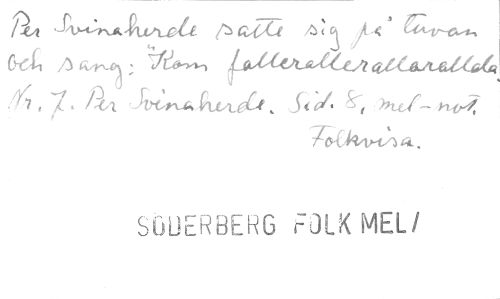 Per Svinaherde satte sig på tuvan
och sang: "Kom fallerallerallarallala.
Nr. 7. Per Svinaherde. Sid. 8, mel-not.
Folkvisa.
SÖDERBERG FOLK MEL/